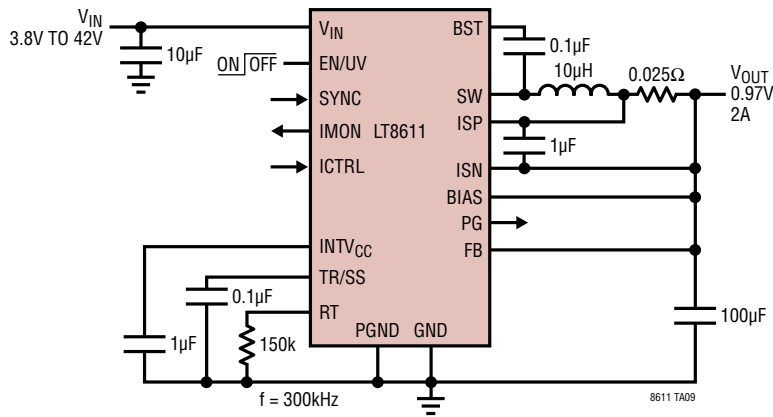 VIN
3.8V TO 42V
10µF
ON OFF
VIN
EN/UV
SYNC
IMON
LT8611
ICTRL
INTVCC
TR/SS
RT
PGND
GND
BST
SW
ISP
ISN
BIAS
PG
FB
0.1µF
10µH
0.025Ω
VOUT
0.97V
2A
1µF
0.1µF
1µF
150k
100µF
f = 300kHz
8611 TA09